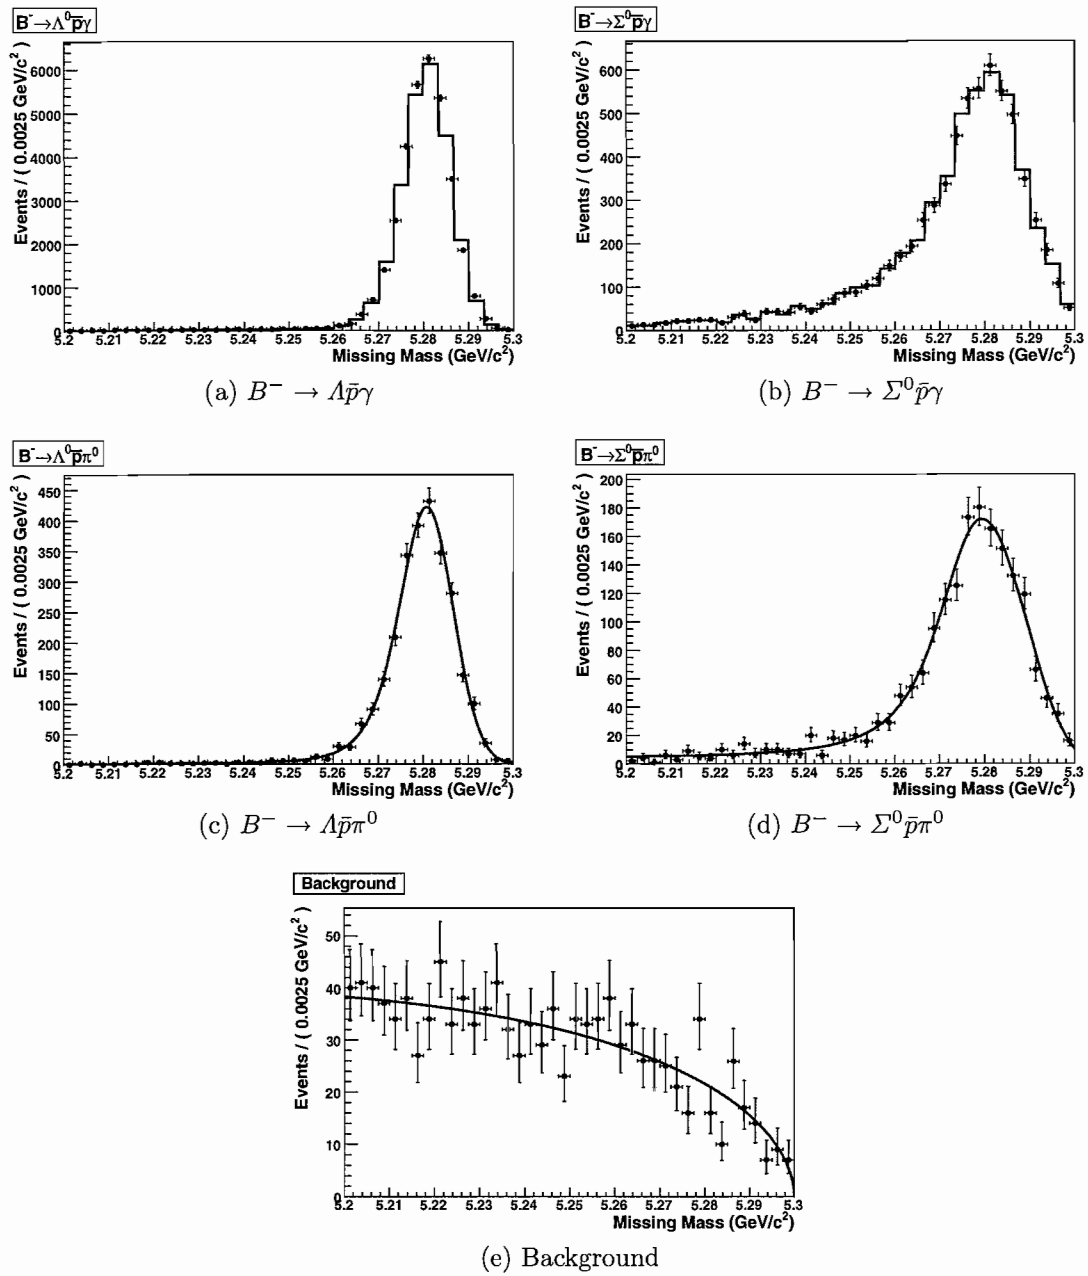 B⁻→Λ⁰p̅γ
Events / ( 0.0025 GeV/c² )
6000
5000
4000
3000
2000
1000
0
5.2 5.21 5.22 5.23 5.24 5.25 5.26 5.27 5.28 5.29 5.3
Missing Mass (GeV/c²)
(a) B⁻ → Λp̄γ
B⁻→Σ⁰p̅γ
Events / ( 0.0025 GeV/c² )
600
500
400
300
200
100
0
5.2 5.21 5.22 5.23 5.24 5.25 5.26 5.27 5.28 5.29 5.3
Missing Mass (GeV/c²)
(b) B⁻ → Σ⁰p̄γ
B⁻→Λ⁰p̅π⁰
Events / ( 0.0025 GeV/c² )
450
400
350
300
250
200
150
100
50
0
5.2 5.21 5.22 5.23 5.24 5.25 5.26 5.27 5.28 5.29 5.3
Missing Mass (GeV/c²)
(c) B⁻ → Λp̄π⁰
B⁻→Σ⁰p̅π⁰
Events / ( 0.0025 GeV/c² )
200
180
160
140
120
100
80
60
40
20
0
5.2 5.21 5.22 5.23 5.24 5.25 5.26 5.27 5.28 5.29 5.3
Missing Mass (GeV/c²)
(d) B⁻ → Σ⁰p̄π⁰
Background
Events / ( 0.0025 GeV/c² )
50
40
30
20
10
0
5.2 5.21 5.22 5.23 5.24 5.25 5.26 5.27 5.28 5.29 5.3
Missing Mass (GeV/c²)
(e) Background